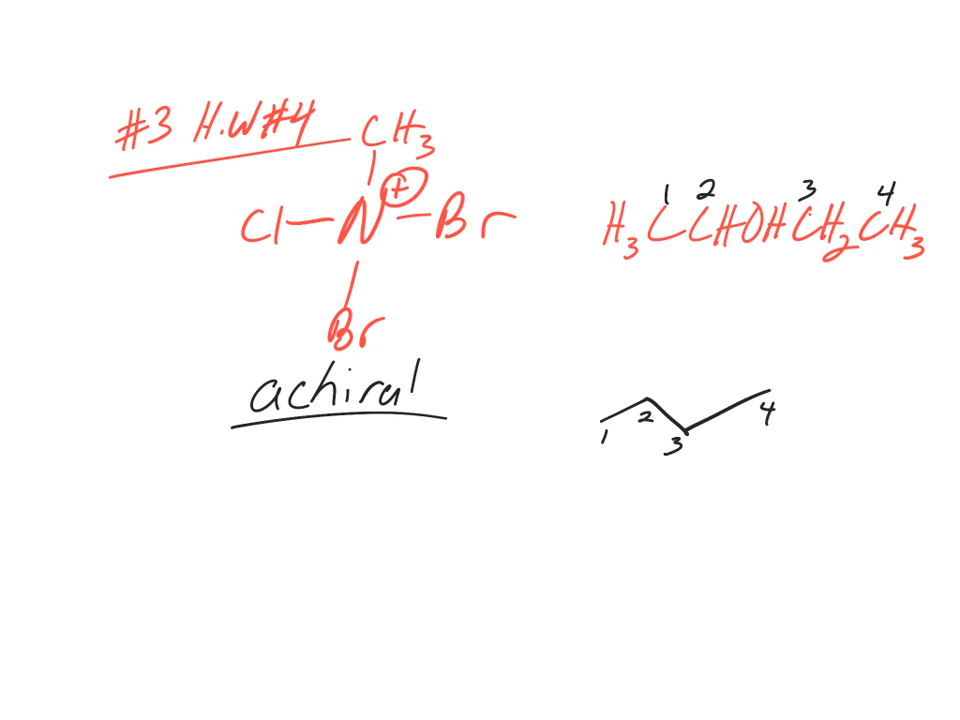 #3 H.W#4
CH3
Cl—N⊕—Br
Br
achiral
1 2 3 4
H3CCHOHCH2CH3
1 2 3 4